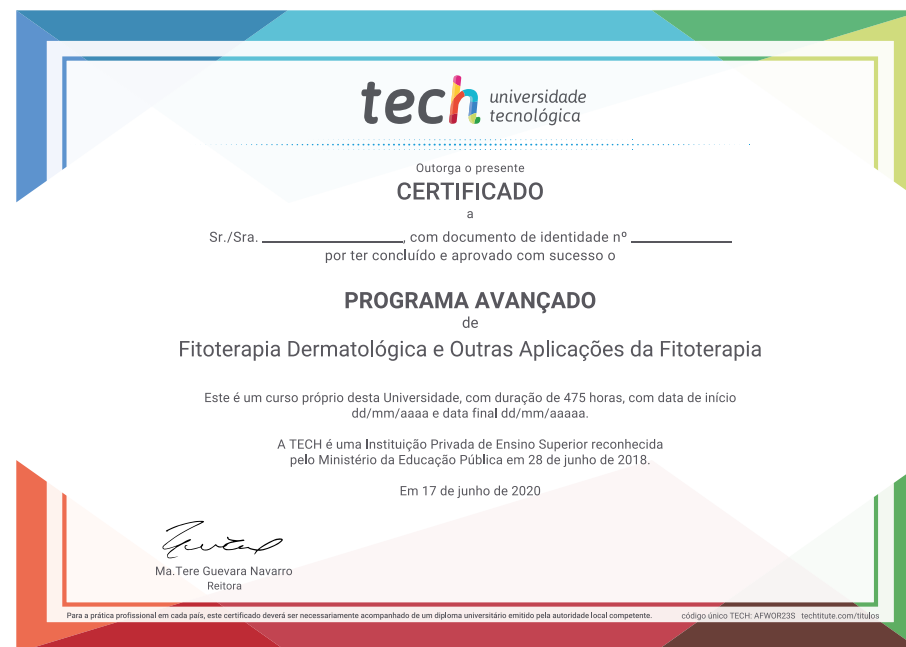 tech universidade
tecnológica
Outorga o presente
CERTIFICADO
a
Sr./Sra. ____________, com documento de identidade nº ____________
por ter concluído e aprovado com sucesso o
PROGRAMA AVANÇADO
de
Fitoterapia Dermatológica e Outras Aplicações da Fitoterapia
Este é um curso próprio desta Universidade, com duração de 475 horas, com data de início
dd/mm/aaaa e data final dd/mm/aaaaa.
A TECH é uma Instituição Privada de Ensino Superior reconhecida
pelo Ministério da Educação Pública em 28 de junho de 2018.
Em 17 de junho de 2020
Ma.Tere Guevara Navarro
Reitora
Para a prática profissional em cada país, este certificado deverá ser necessariamente acompanhado de um diploma universitário emitido pela autoridade local competente. código único TECH: AFWOR23S techtitute.com/titulos